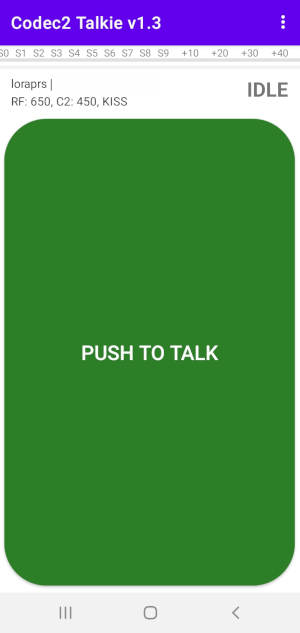 Codec2 Talkie v1.3
S0 S1 S2 S3 S4 S5 S6 S7 S8 S9 +10 +20 +30 +40
loraprs |
IDLE
RF: 650, C2: 450, KISS
PUSH TO TALK